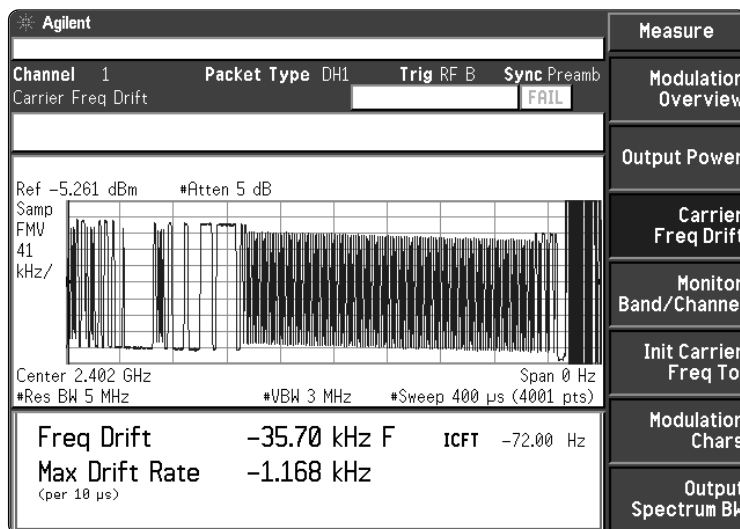 Agilent
Measure
Channel 1 Packet Type DH1 Trig RF B Sync Preamb
Carrier Freq Drift FAIL
Modulation
Overview
Output Power
Ref -5.261 dBm #Atten 5 dB
Samp
FMV
41
kHz/
Carrier
Freq Drift
Monitor
Band/Channel
Center 2.402 GHz Span 0 Hz
#Res BW 5 MHz #VBW 3 MHz #Sweep 400 µs (4001 pts)
Init Carrier
Freq To
Freq Drift -35.70 kHz F ICFT -72.00 Hz
Max Drift Rate -1.168 kHz
(per 10 µs)
Modulation
Chars
Output
Spectrum BW